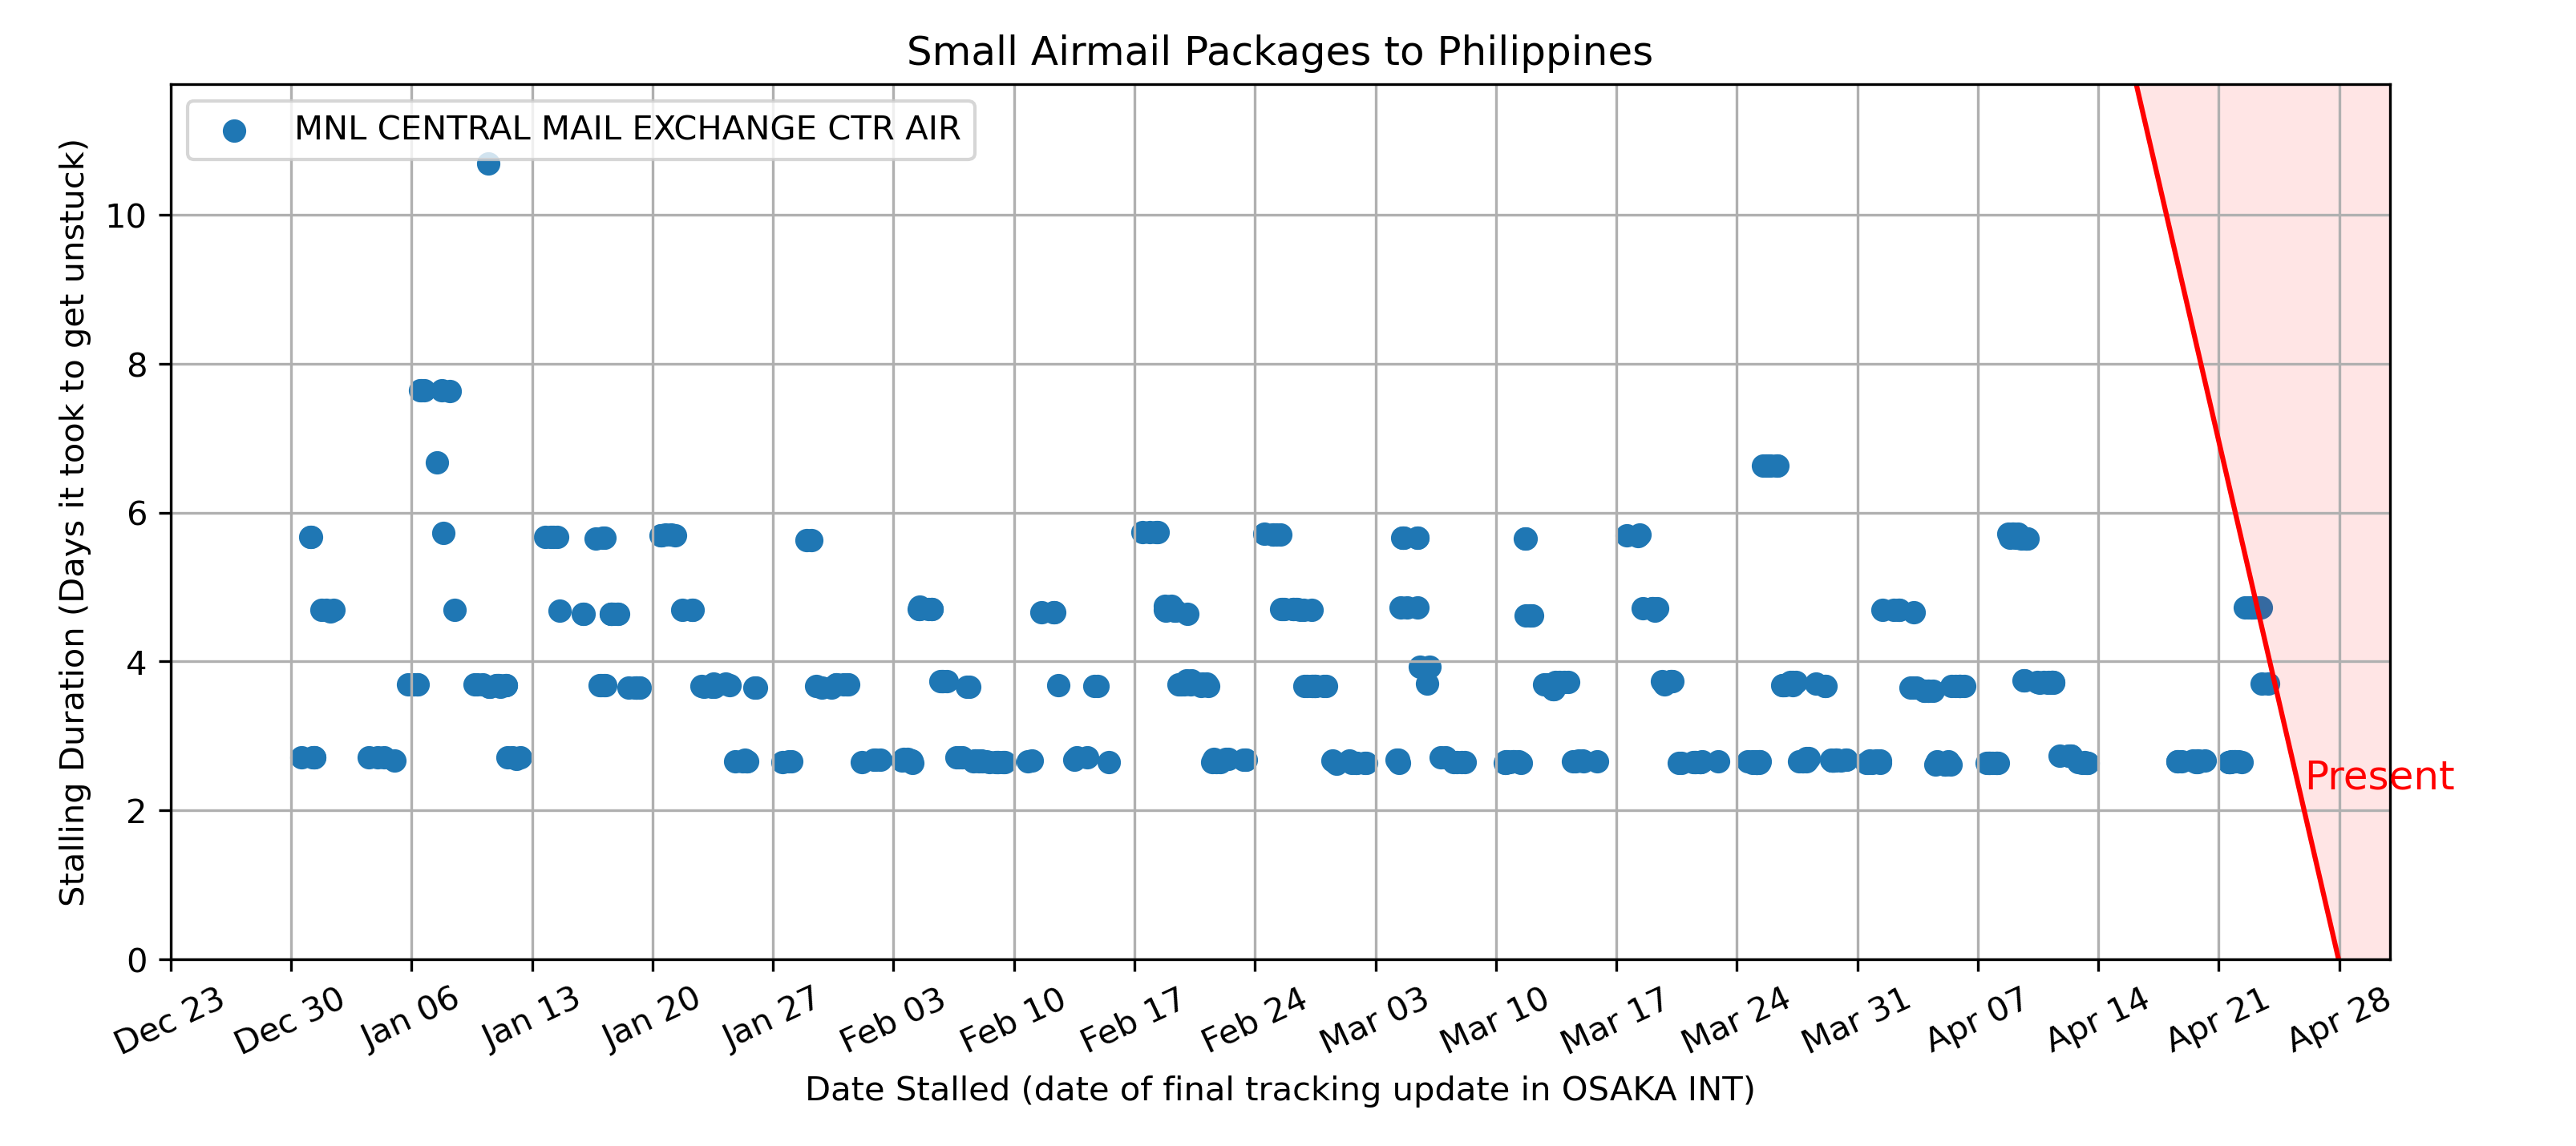 Small Airmail Packages to Philippines
MNL CENTRAL MAIL EXCHANGE CTR AIR
Stalling Duration (Days it took to get unstuck)
10
8
6
4
2
0
Present
Dec 23
Dec 30
Jan 06
Jan 13
Jan 20
Jan 27
Feb 03
Feb 10
Feb 17
Feb 24
Mar 03
Mar 10
Mar 17
Mar 24
Mar 31
Apr 07
Apr 14
Apr 21
Apr 28
Date Stalled (date of final tracking update in OSAKA INT)